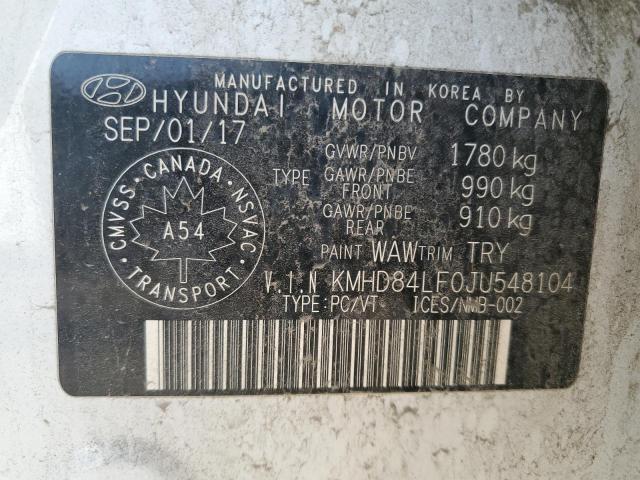 MANUFACTURED IN KOREA BY
HYUNDAI MOTOR COMPANY
SEP/01/17
GVWR/PNBV 1780 kg
TYPE GAWR/PNBE FRONT 990 kg
GAWR/PNBE REAR 910 kg
CMVSS · CANADA · NSVAC
A54
TRANSPORT
PAINT WAW TRIM TRY
V.I.N KMHD84LF0JU548104
TYPE:PC/VT ICES/NMB-002